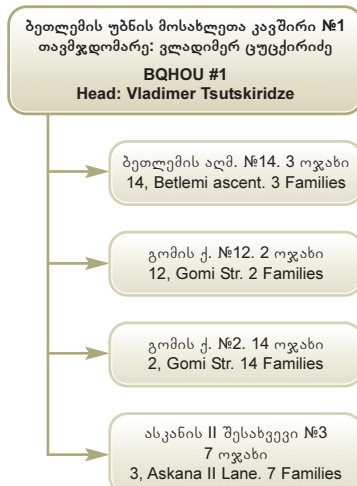 ბეთლემის უბნის მოსახლეთა კავშირი №1
თავმჯდომარე: ვლადიმერ ცუცქირიძე
BQHOU #1
Head: Vladimer Tsutskiridze
ბეთლემის აღმ. №14. 3 ოჯახი
14, Betlemi ascent. 3 Families
გომის ქ. №12. 2 ოჯახი
12, Gomi Str. 2 Families
გომის ქ. №2. 14 ოჯახი
2, Gomi Str. 14 Families
ასკანის II შესახვევი №3
7 ოჯახი
3, Askana II Lane. 7 Families